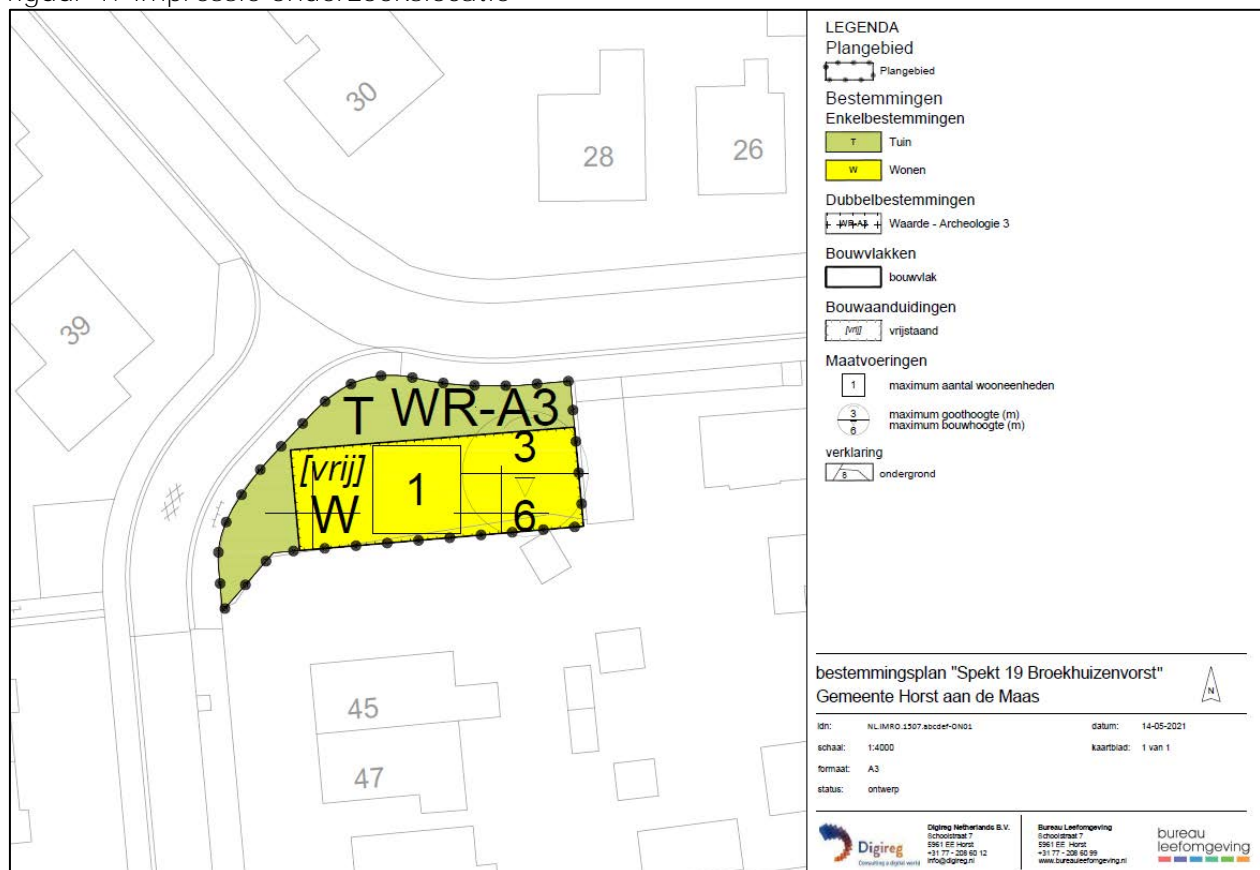 30
28
26
39
T WR-A3
[vrij]
W
1
3
6
45
47
LEGENDA
Plangebied
Plangebied
Bestemmingen
Enkelbestemmingen
T Tuin
W Wonen
Dubbelbestemmingen
WR-A3 Waarde - Archeologie 3
Bouwvlakken
bouwvlak
Bouwaanduidingen
[vrij] vrijstaand
Maatvoeringen
1 maximum aantal wooneenheden
3 maximum goothoogte (m)
6 maximum bouwhoogte (m)
verklaring
8 ondergrond
bestemmingsplan "Spekt 19 Broekhuizenvorst"
Gemeente Horst aan de Maas
N
idn: NL.IMRO.1507.abcdef-ON01 datum: 14-05-2021
schaal: 1:4000 kaartblad: 1 van 1
formaat: A3
status: ontwerp
Digireg
Consulting a digital world
Digireg Netherlands B.V.
Schoolstraat 7
5961 EE Horst
+31 77 - 208 60 12
info@digireg.nl
Bureau Leefomgeving
Schoolstraat 7
5961 EE Horst
+31 77 - 208 60 99
www.bureauleefomgeving.nl
bureau
leefomgeving